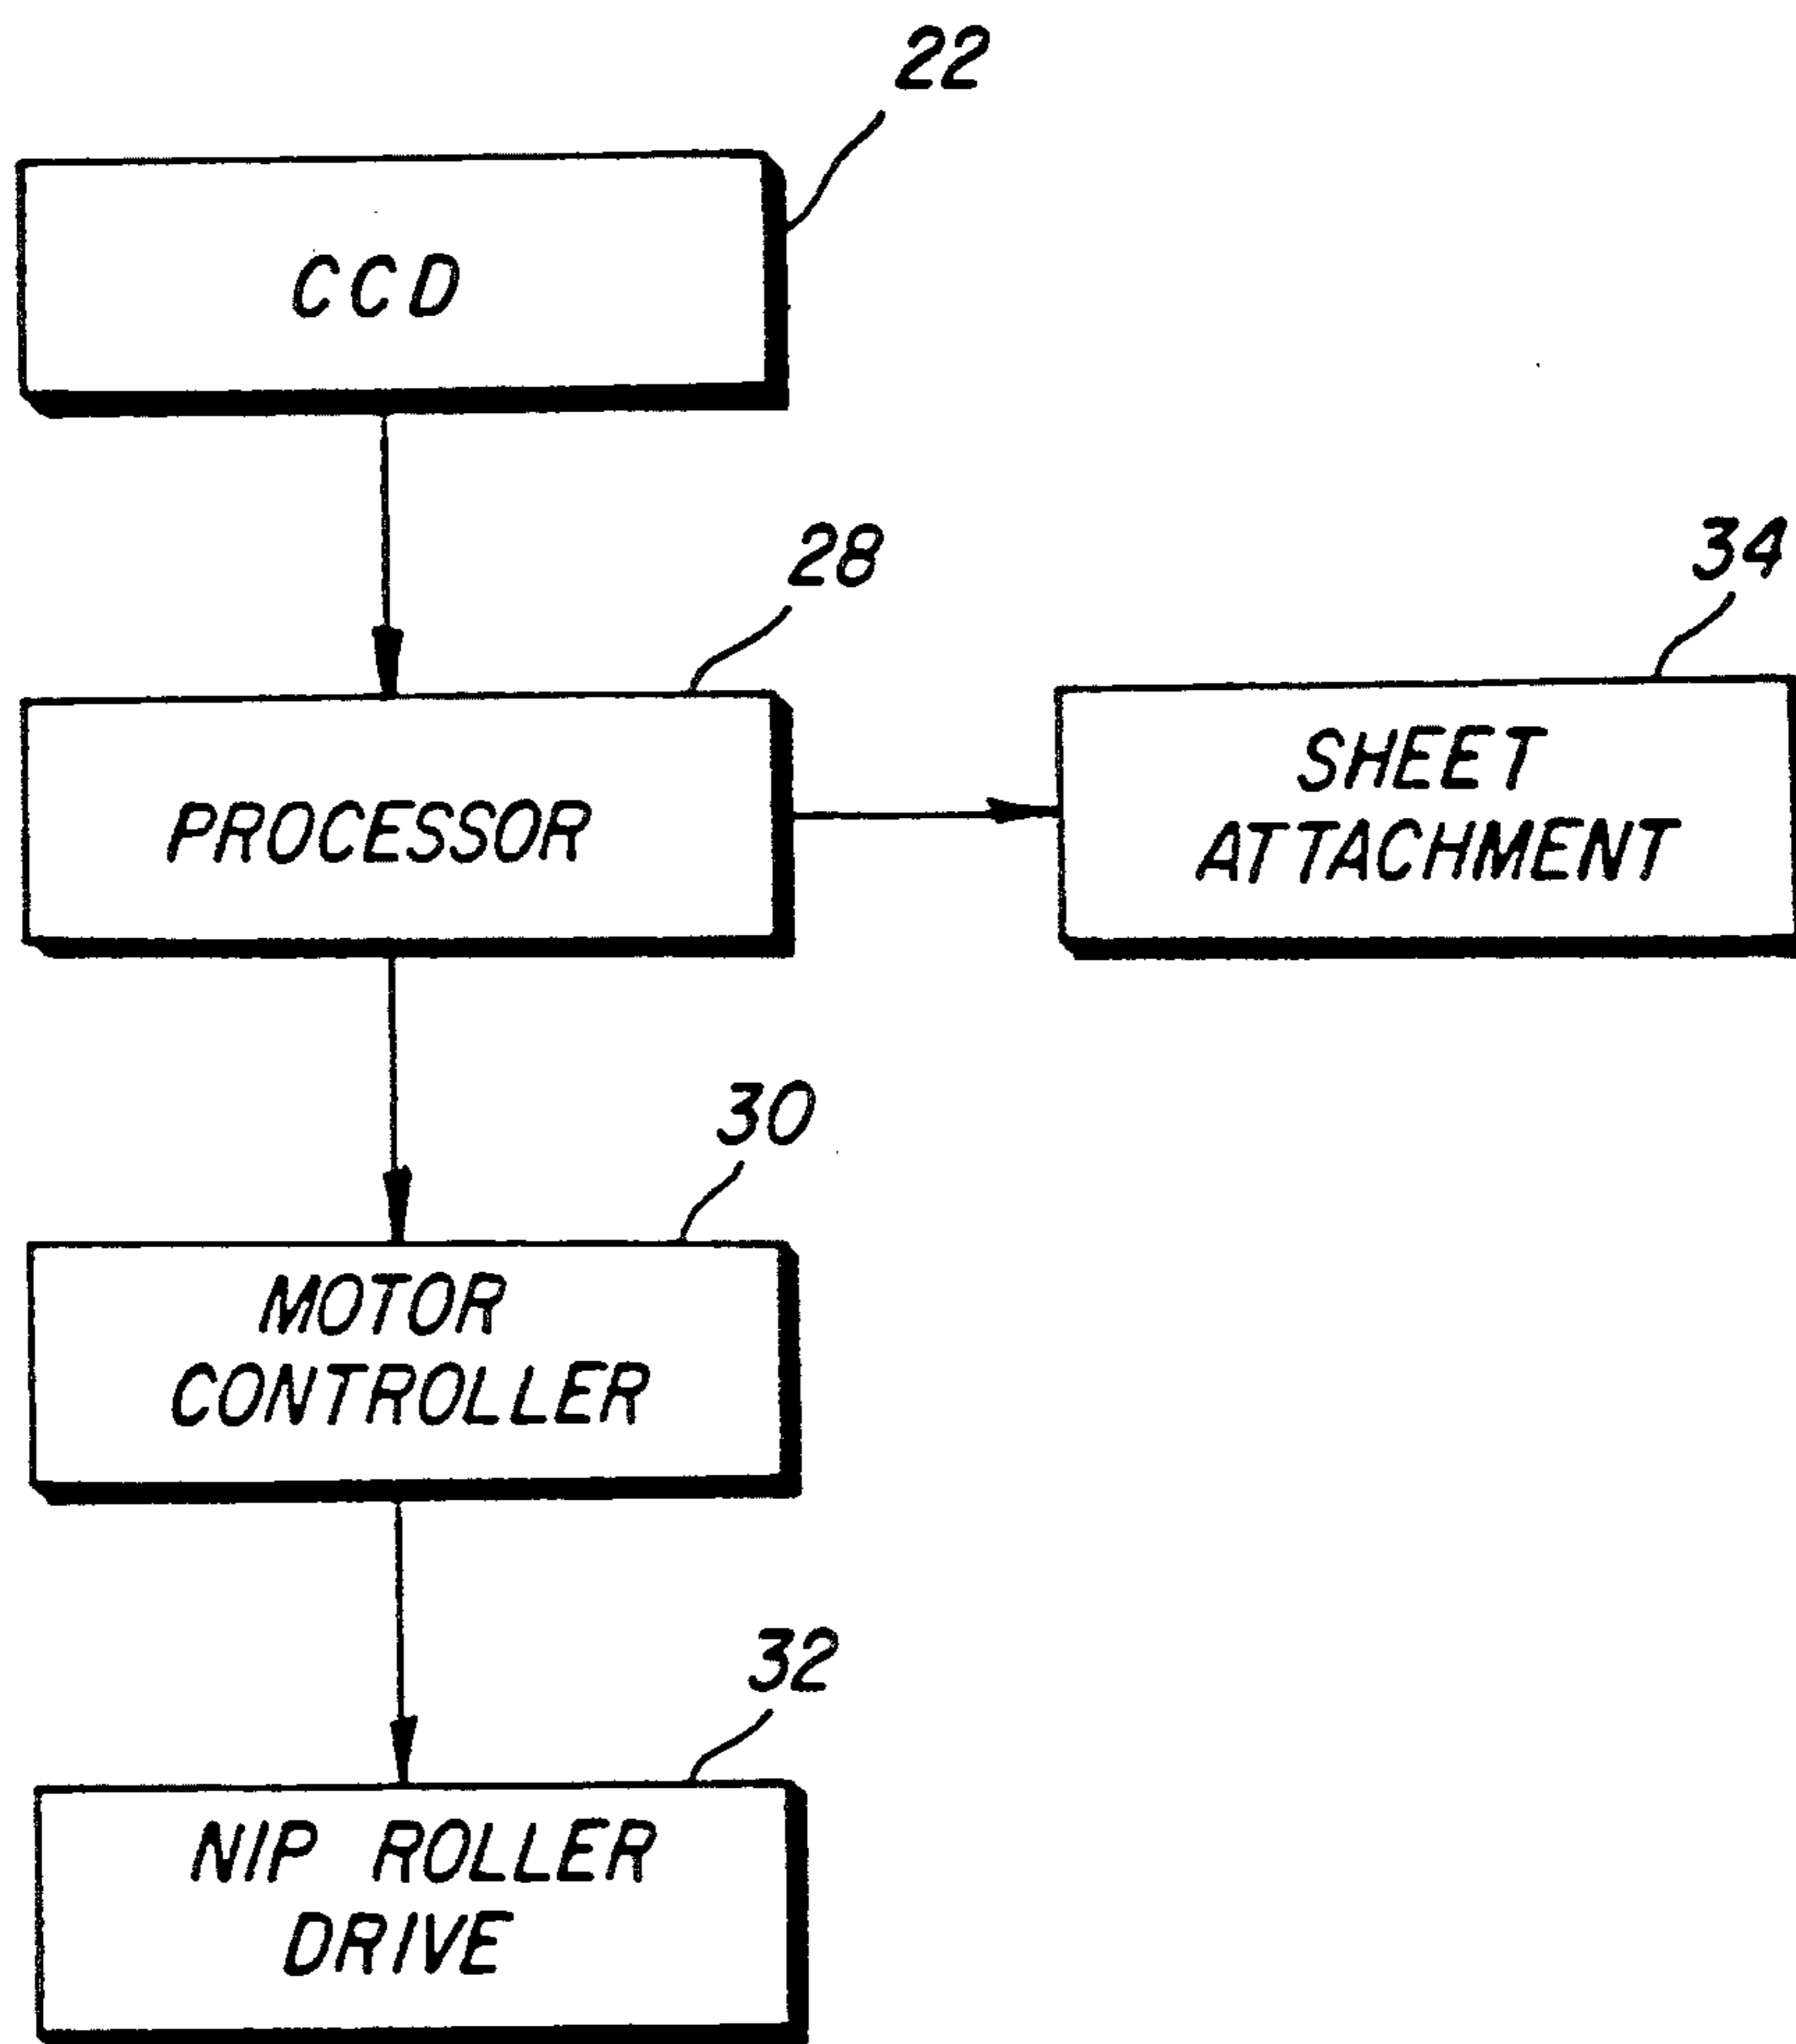 22
CCD
28
34
PROCESSOR
SHEET
ATTACHMENT
30
MOTOR
CONTROLLER
32
NIP ROLLER
DRIVE